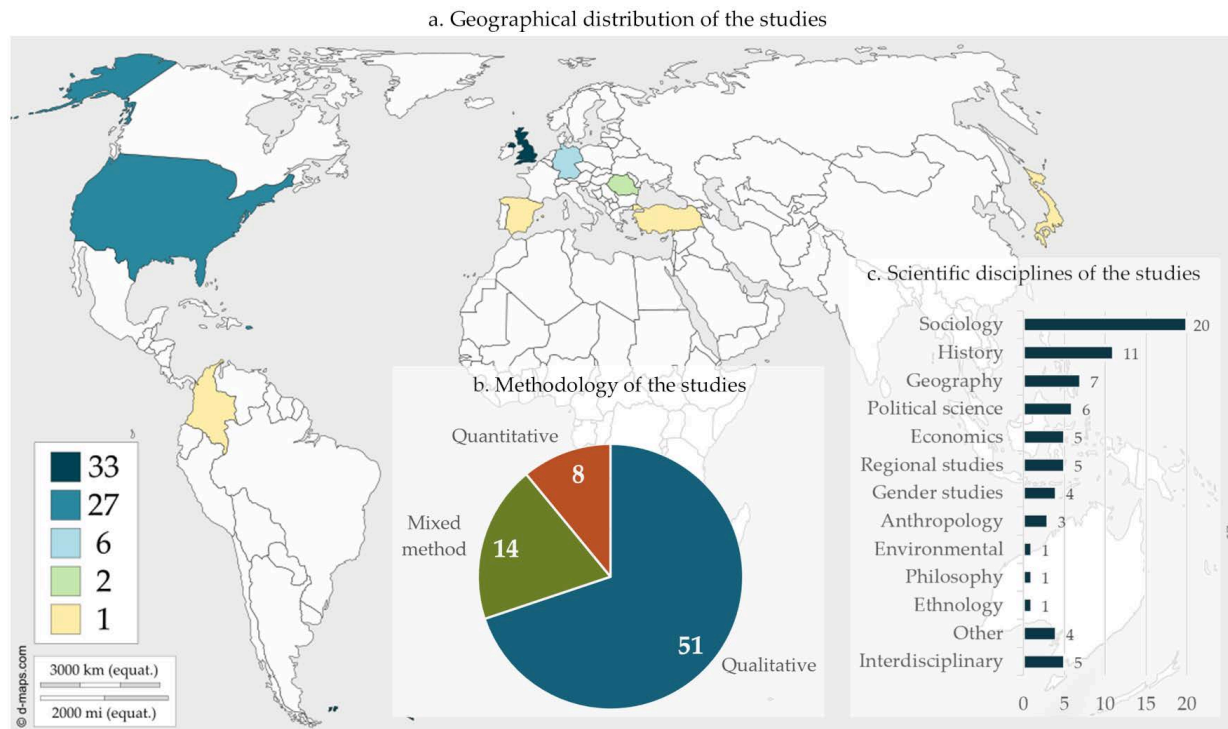 a. Geographical distribution of the studies
c. Scientific disciplines of the studies
Sociology 20
History 11
Geography 7
Political science 6
Economics 5
Regional studies 5
Gender studies 4
Anthropology 3
Environmental 1
Philosophy 1
Ethnology 1
Other 4
Interdisciplinary 5
0 5 10 15 20
b. Methodology of the studies
Quantitative
8
Mixed
method
14
51
Qualitative
33
27
6
2
1
3000 km (equat.)
2000 mi (equat.)
© d-maps.com